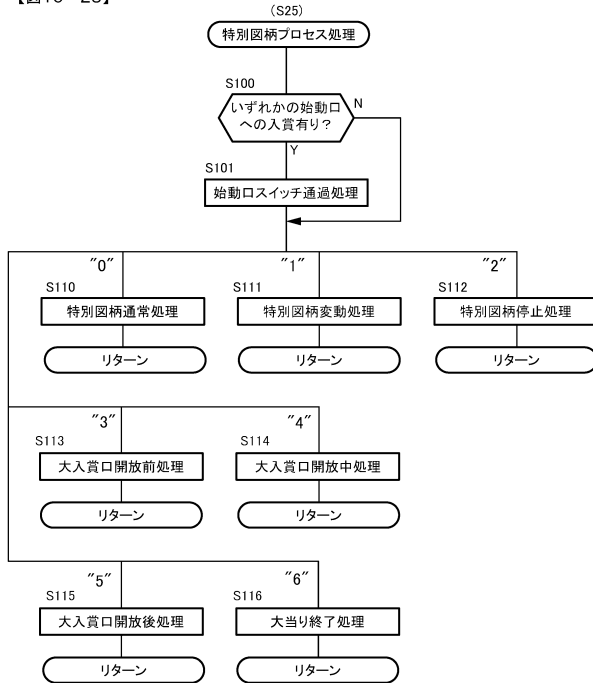 (S25)
特別図柄プロセス処理
S100
いずれかの始動口
への入賞有り?
N
Y
S101
始動口スイッチ通過処理
"0"
"1"
"2"
S110
S111
S112
特別図柄通常処理
特別図柄変動処理
特別図柄停止処理
リターン
リターン
リターン
"3"
"4"
S113
S114
大入賞口開放前処理
大入賞口開放中処理
リターン
リターン
"5"
"6"
S115
S116
大入賞口開放後処理
大当り終了処理
リターン
リターン